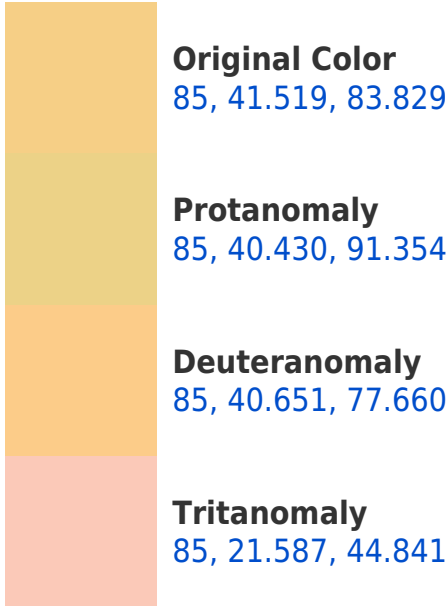 Original Color
85, 41.519, 83.829
Protanomaly
85, 40.430, 91.354
Deuteranomaly
85, 40.651, 77.660
Tritanomaly
85, 21.587, 44.841